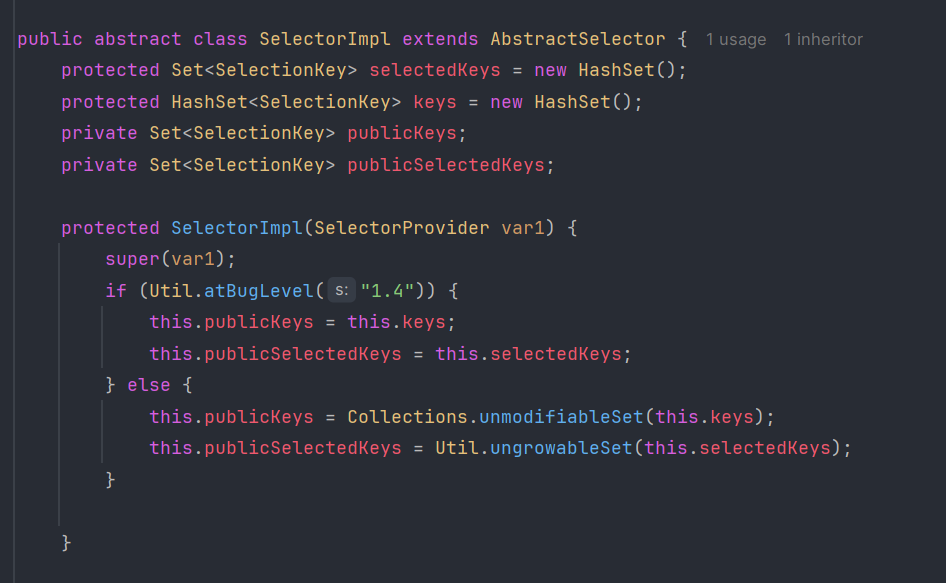 public abstract class SelectorImpl extends AbstractSelector {  1 usage  1 inheritor
    protected Set<SelectionKey> selectedKeys = new HashSet();
    protected HashSet<SelectionKey> keys = new HashSet();
    private Set<SelectionKey> publicKeys;
    private Set<SelectionKey> publicSelectedKeys;

    protected SelectorImpl(SelectorProvider var1) {
        super(var1);
        if (Util.atBugLevel( s: "1.4")) {
            this.publicKeys = this.keys;
            this.publicSelectedKeys = this.selectedKeys;
        } else {
            this.publicKeys = Collections.unmodifiableSet(this.keys);
            this.publicSelectedKeys = Util.ungrowableSet(this.selectedKeys);
        }

    }